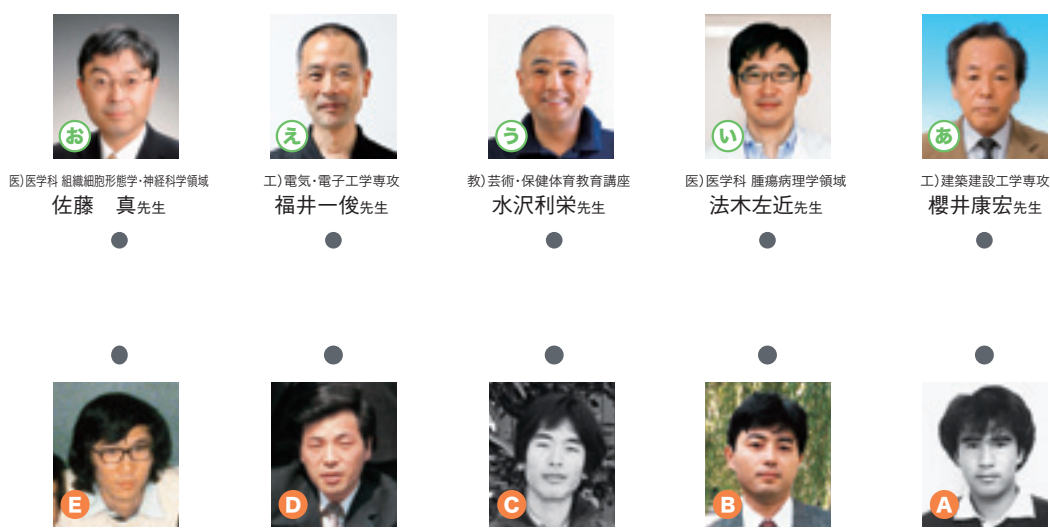 お
え
う
い
あ
医)医学科 組織細胞形態学・神経科学領域
佐藤 真先生
工)電気・電子工学専攻
福井一俊先生
教)芸術・保健体育教育講座
水沢利栄先生
医)医学科 腫瘍病理学領域
法木左近先生
工)建築建設工学専攻
櫻井康宏先生
E
D
C
B
A